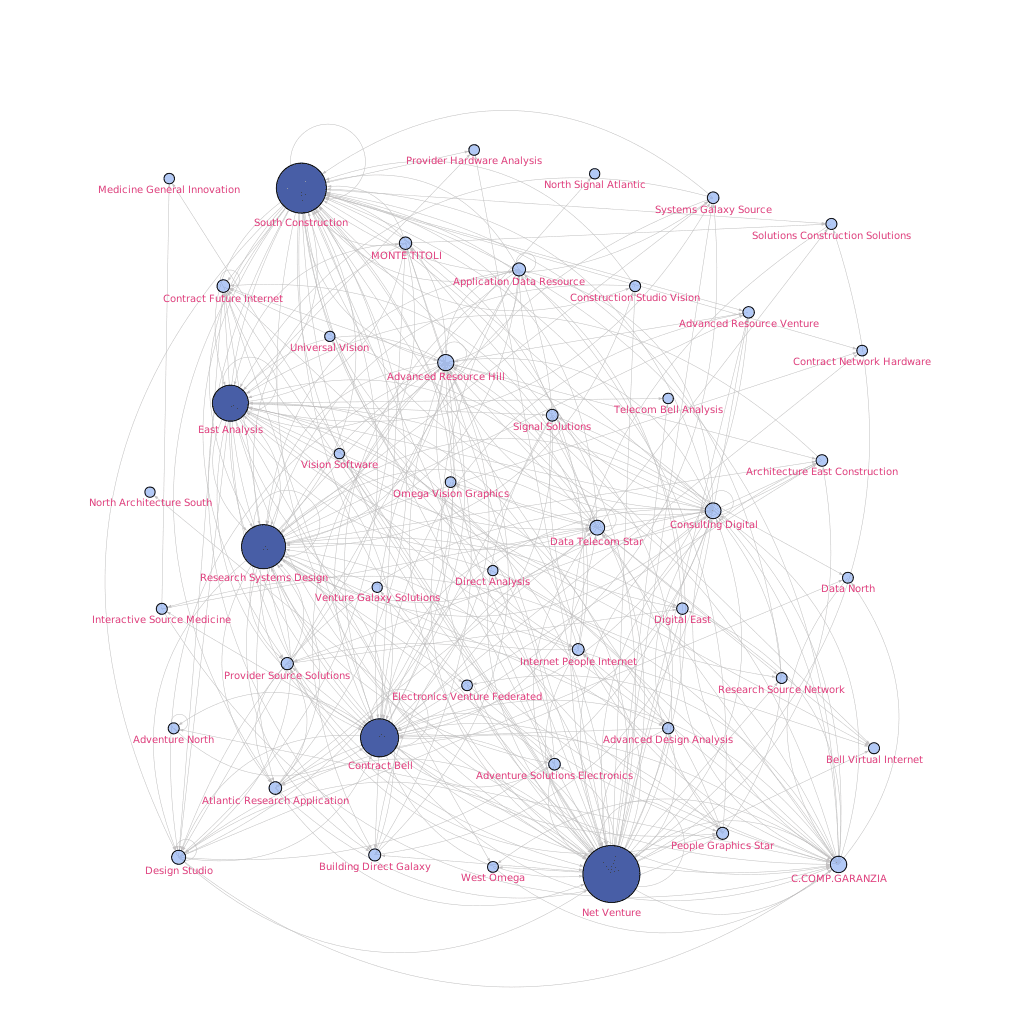 Provider Hardware Analysis
North Signal Atlantic
Medicine General Innovation
Systems Galaxy Source
South Construction
Solutions Construction Solutions
MONTE TITOLI
Application Data Resource
Contract Future Internet
Construction Studio Vision
Advanced Resource Venture
Universal Vision
Contract Network Hardware
Advanced Resource Hill
Telecom Bell Analysis
Signal Solutions
East Analysis
Vision Software
Architecture East Construction
Omega Vision Graphics
North Architecture South
Consulting Digital
Data Telecom Star
Research Systems Design
Direct Analysis
Data North
Venture Galaxy Solutions
Interactive Source Medicine
Digital East
Internet People Internet
Provider Source Solutions
Research Source Network
Electronics Venture Federated
Adventure North
Advanced Design Analysis
Bell Virtual Internet
Contract Bell
Adventure Solutions Electronics
Atlantic Research Application
People Graphics Star
Building Direct Galaxy
Design Studio
West Omega
C.COMP.GARANZIA
Net Venture